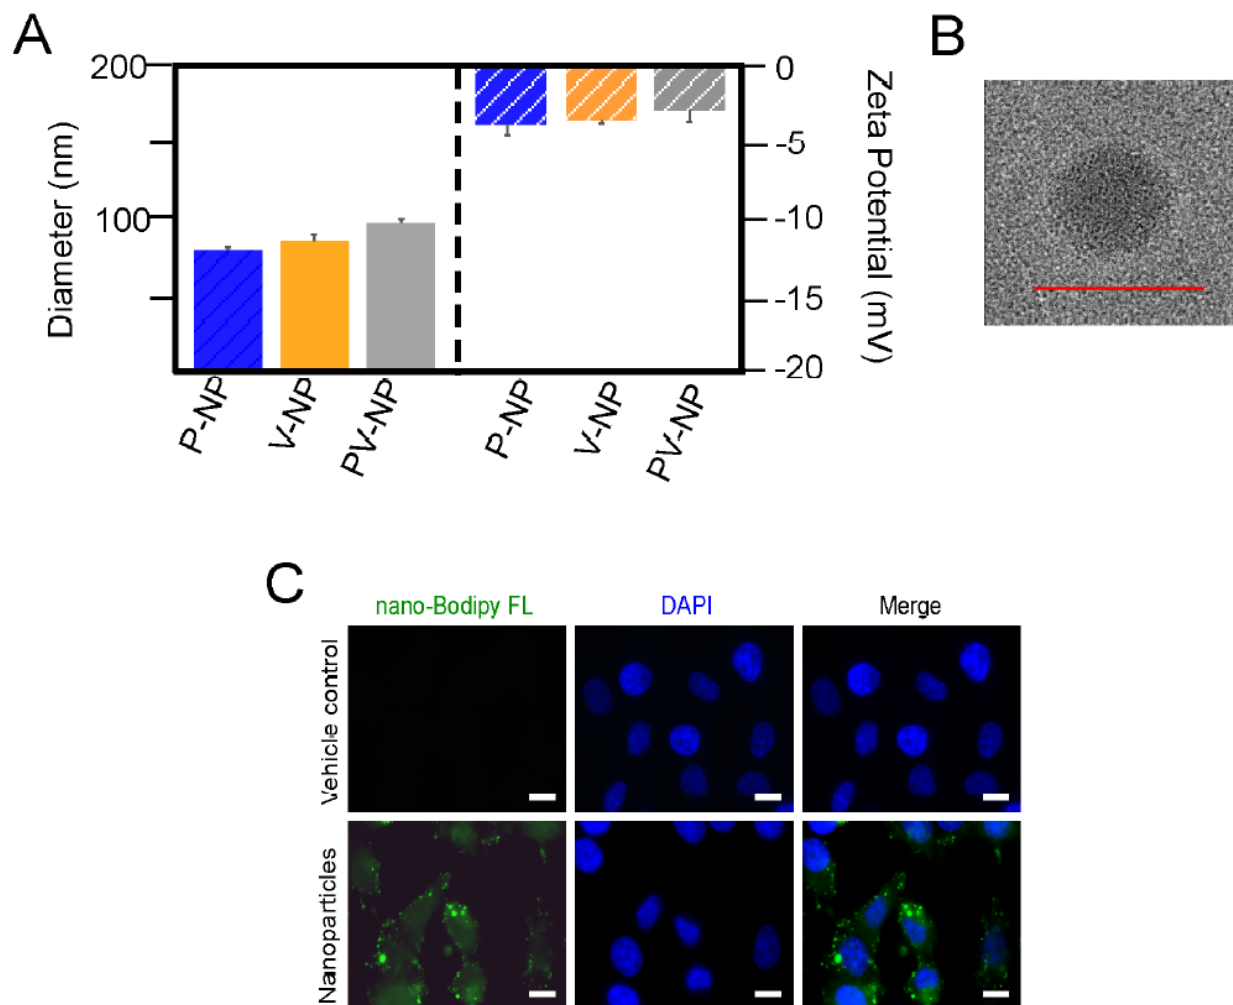 A
B
200
100
Diameter (nm)
0
-5
-10
-15
-20
Zeta Potential (mV)
P-NP
V-NP
PV-NP
P-NP
V-NP
PV-NP
C
nano-Bodipy FL
DAPI
Merge
Vehicle control
Nanoparticles